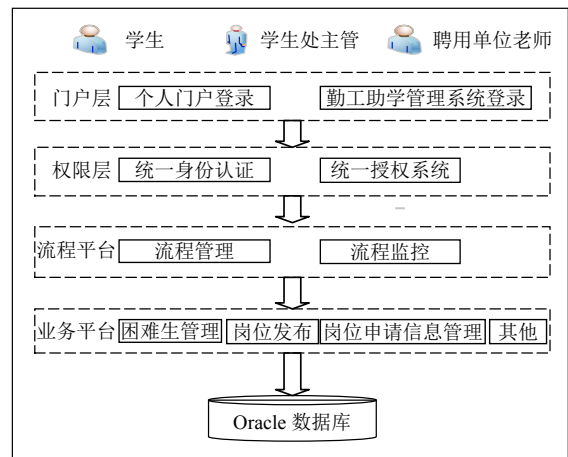 学生 学生处主管 聘用单位老师
门户层 个人门户登录 勤工助学管理系统登录
权限层 统一身份认证 统一授权系统
流程平台 流程管理 流程监控
业务平台 困难生管理 岗位发布 岗位申请信息管理 其他
Oracle 数据库